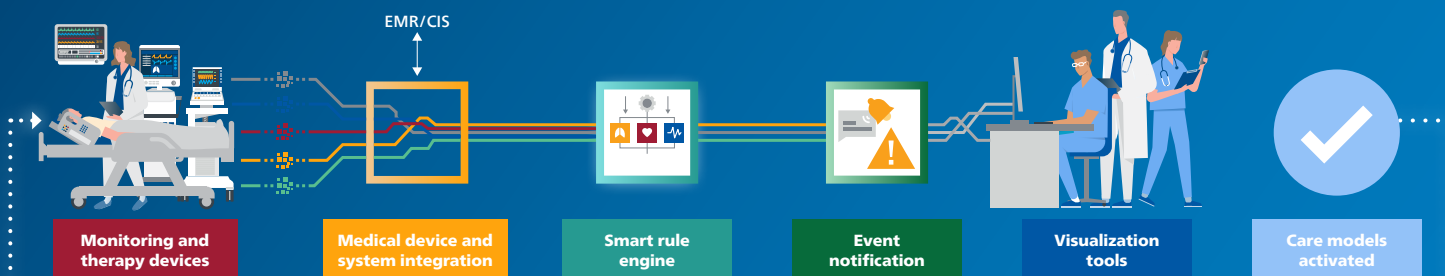 EMR/CIS
Monitoring and
therapy devices
Medical device and
system integration
Smart rule
engine
Event
notification
Visualization
tools
Care models
activated